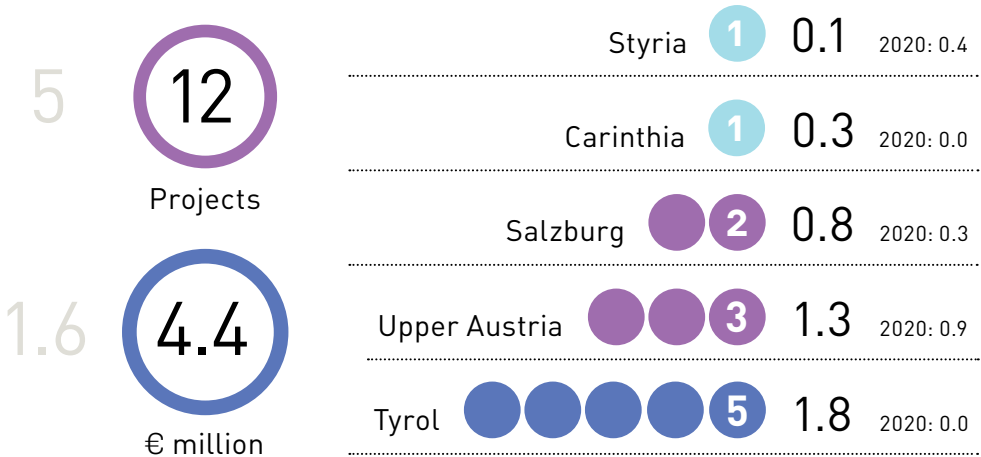 5
12
Projects
1.6
4.4
€ million
Styria 1 0.1 2020: 0.4
Carinthia 1 0.3 2020: 0.0
Salzburg 2 0.8 2020: 0.3
Upper Austria 3 1.3 2020: 0.9
Tyrol 5 1.8 2020: 0.0